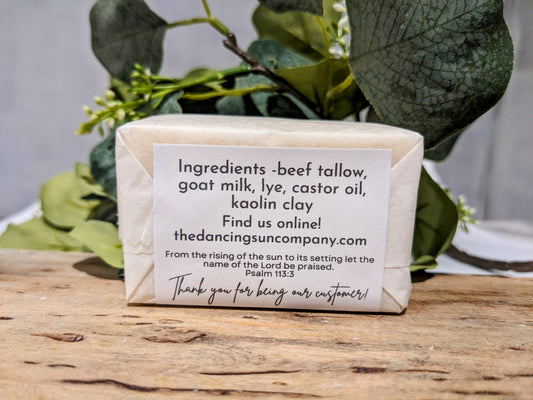 Ingredients -beef tallow,
goat milk, lye, castor oil,
kaolin clay
Find us online!
thedancingsuncompany.com
From the rising of the sun to its setting let the
name of the Lord be praised.
Psalm 113:3
Thank you for being our customer!